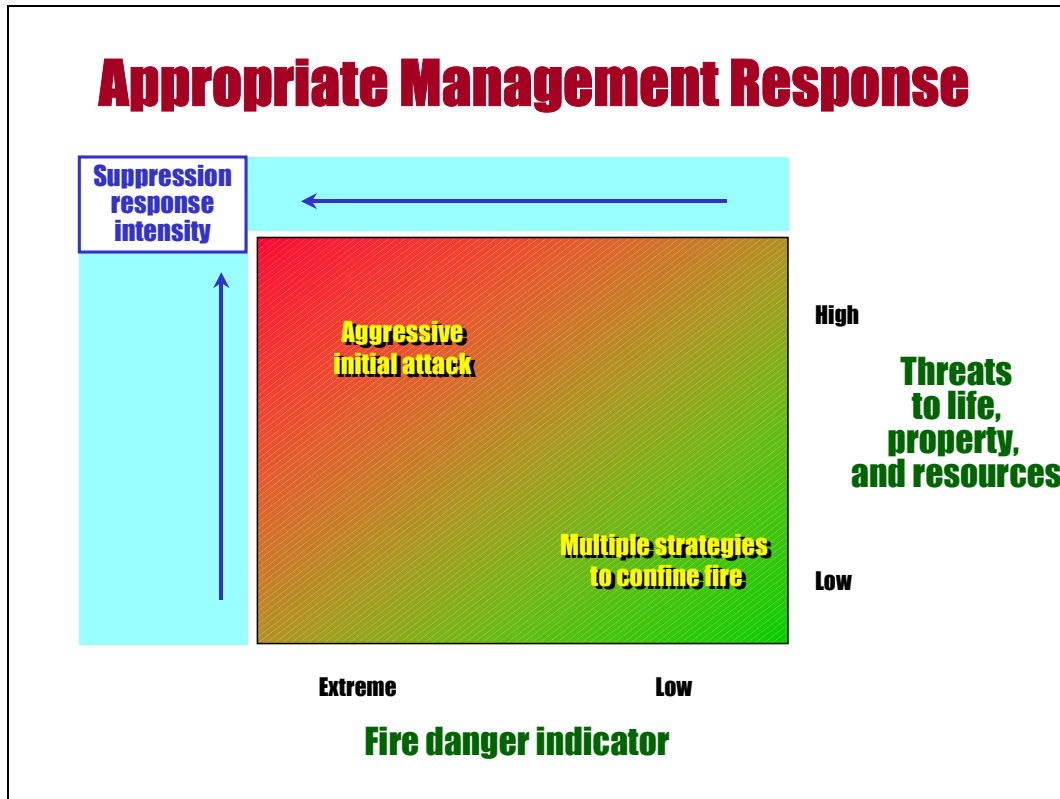 Appropriate Management Response
Suppression
response
intensity
Aggressive
initial attack
High
Threats
to life,
property,
and resources
Multiple strategies
to confine fire
Low
Extreme
Low
Fire danger indicator